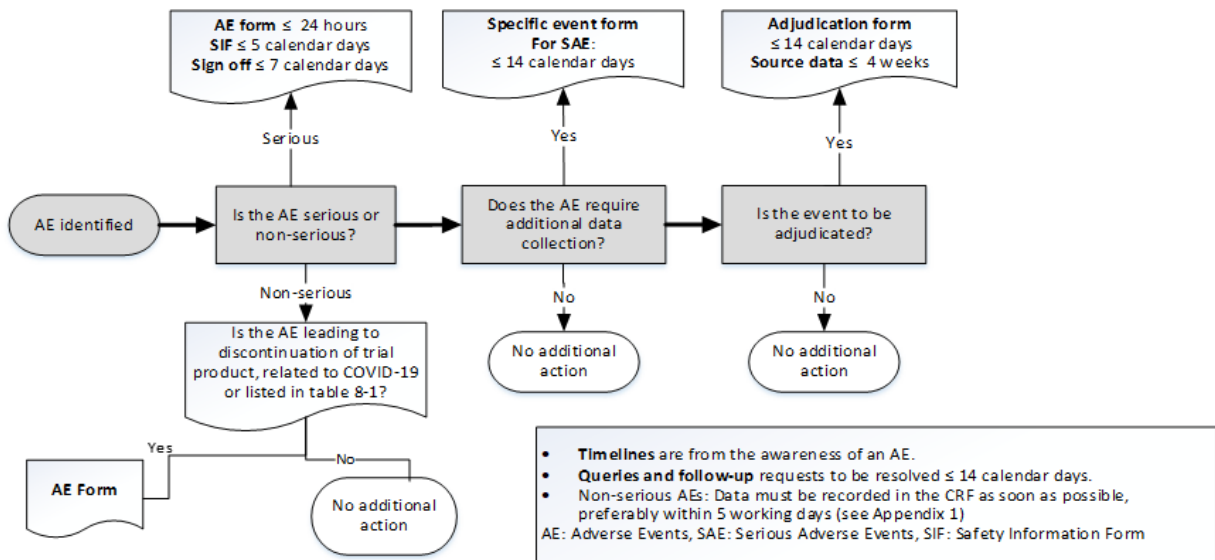 AE form ≤ 24 hours
SIF ≤ 5 calendar days
Sign off ≤ 7 calendar days
Specific event form
For SAE:
≤ 14 calendar days
Adjudication form
≤ 14 calendar days
Source data ≤ 4 weeks
Serious
Yes
Yes
AE identified
Is the AE serious or
non-serious?
Does the AE require
additional data
collection?
Is the event to be
adjudicated?
Non-serious
No
No
Is the AE leading to
discontinuation of trial
product, related to COVID-19
or listed in table 8-1?
No additional
action
No additional
action
Yes
No
AE Form
No additional
action
• Timelines are from the awareness of an AE.
• Queries and follow-up requests to be resolved ≤ 14 calendar days.
• Non-serious AEs: Data must be recorded in the CRF as soon as possible,
preferably within 5 working days (see Appendix 1)
AE: Adverse Events, SAE: Serious Adverse Events, SIF: Safety Information Form